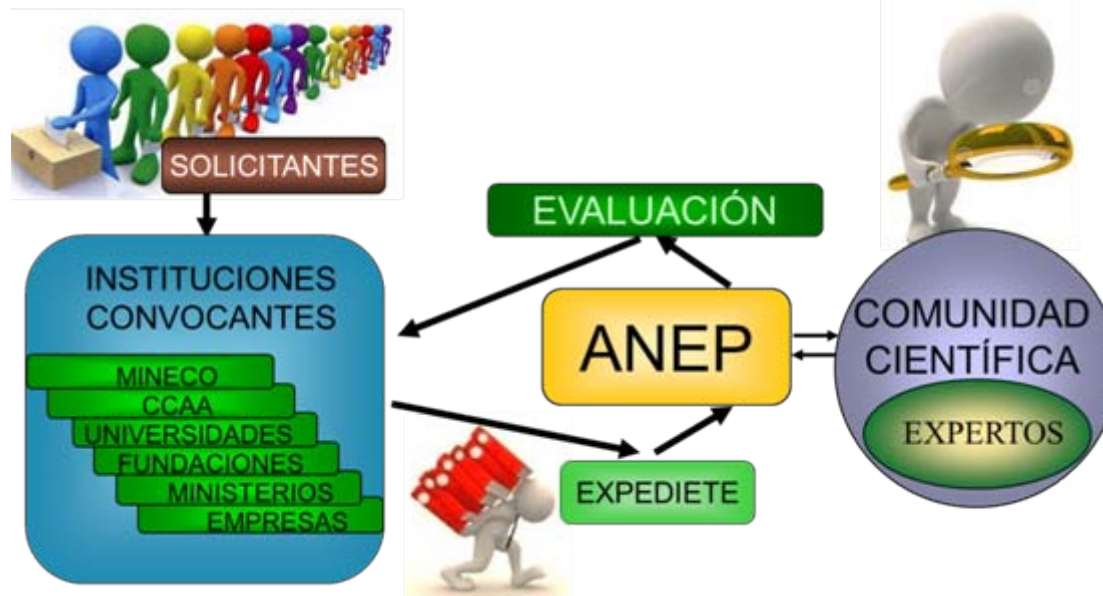 SOLICITANTES
INSTITUCIONES
CONVOCANTES
MINECO
CCAA
UNIVERSIDADES
FUNDACIONES
MINISTERIOS
EMPRESAS
EVALUACIÓN
ANEP
EXPEDIETE
COMUNIDAD
CIENTÍFICA
EXPERTOS